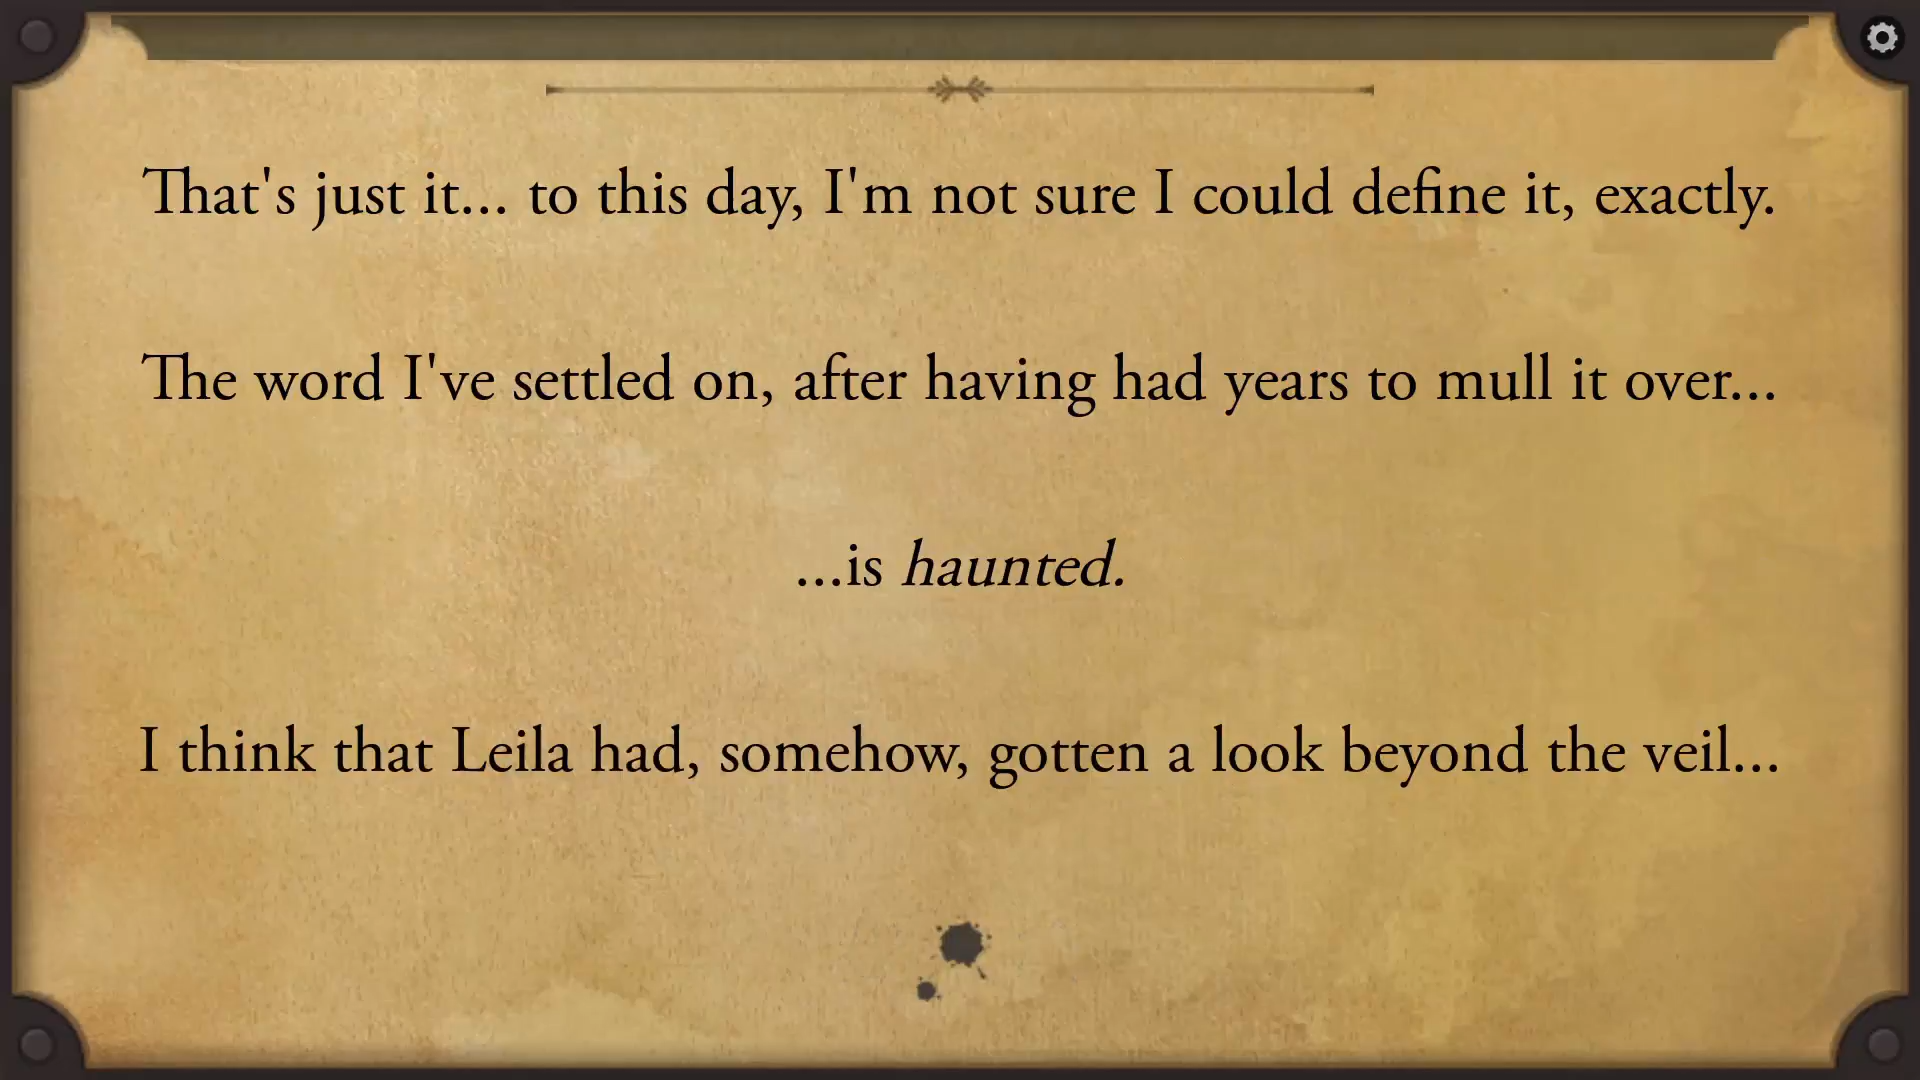 That's just it... to this day, I'm not sure I could define it, exactly.
The word I've settled on, after having had years to mull it over...
...is haunted.
I think that Leila had, somehow, gotten a look beyond the veil...